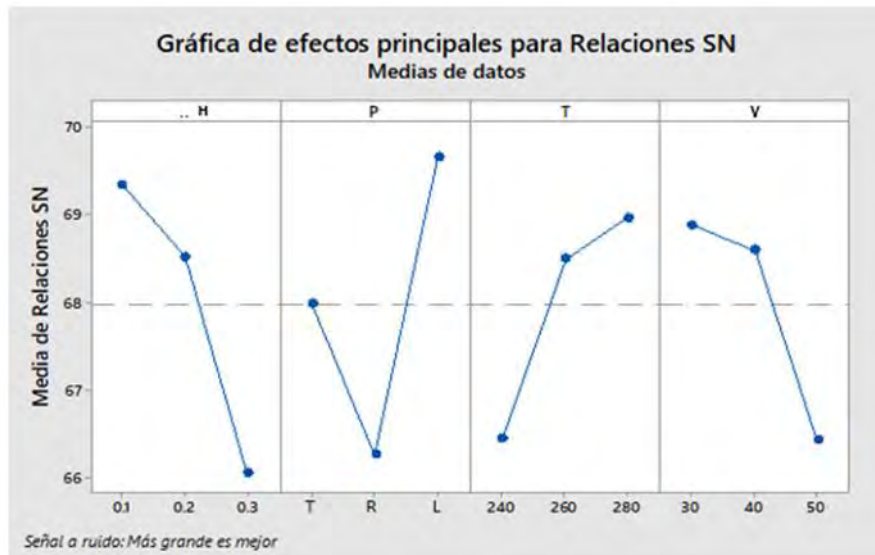 Gráfica de efectos principales para Relaciones SN
Medias de datos
.. H P T V
70
69
68
67
66
Media de Relaciones SN
0.1 0.2 0.3 T R L 240 260 280 30 40 50
Señal a ruido: Más grande es mejor